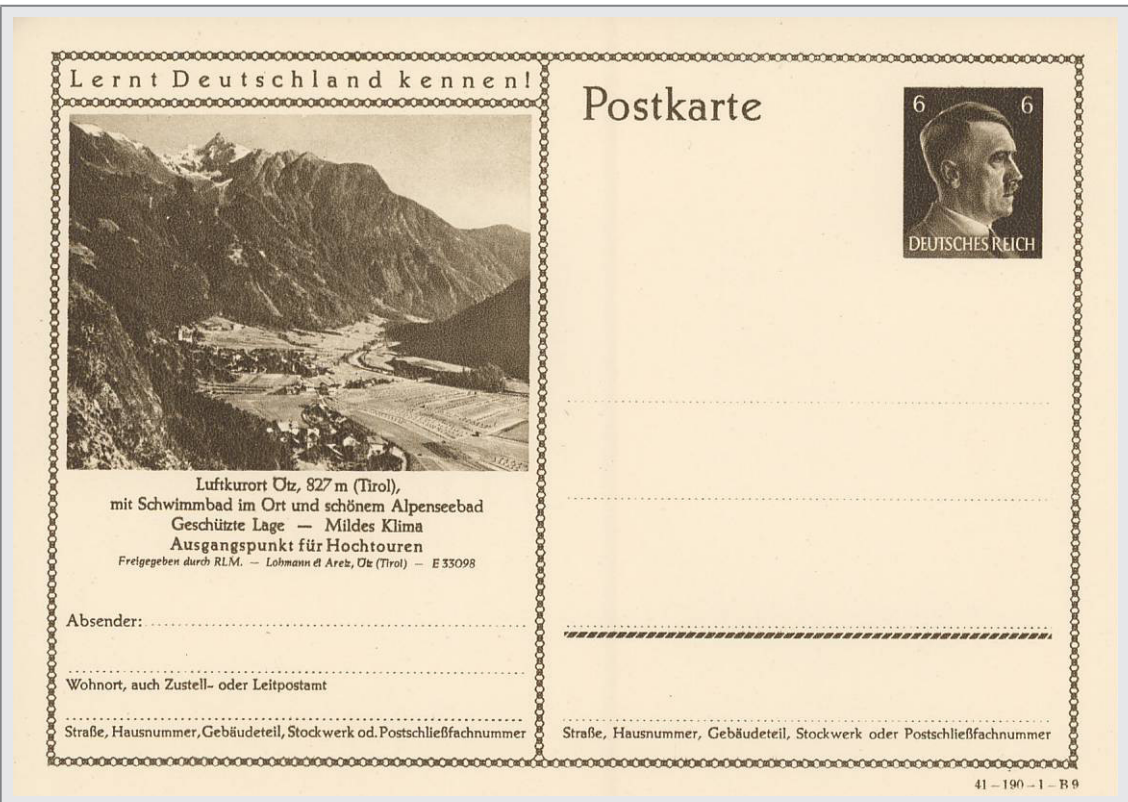 Lernt Deutschland kennen!
Luftkurort Ötz, 827 m (Tirol),
mit Schwimmbad im Ort und schönem Alpenseebad
Geschützte Lage — Mildes Klima
Ausgangspunkt für Hochtouren
Freigegeben durch RLM. — Lohmann & Aretz, Ötz (Tirol) — E 33098
Absender:
Wohnort, auch Zustell- oder Leitpostamt
Straße, Hausnummer, Gebäudeteil, Stockwerk od. Postschließfachnummer
Postkarte
6 6
DEUTSCHES REICH
Straße, Hausnummer, Gebäudeteil, Stockwerk oder Postschließfachnummer
41 – 190 – 1 – B 9